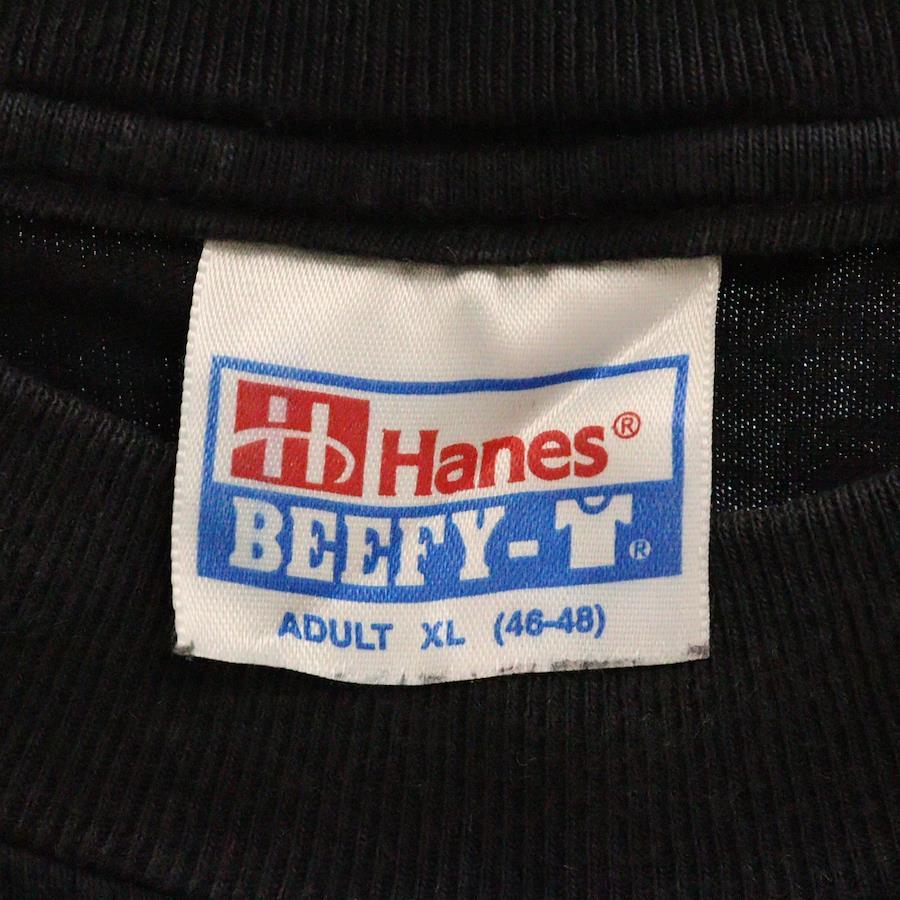 H Hanes®
BEEFY-T®
ADULT XL (46-48)